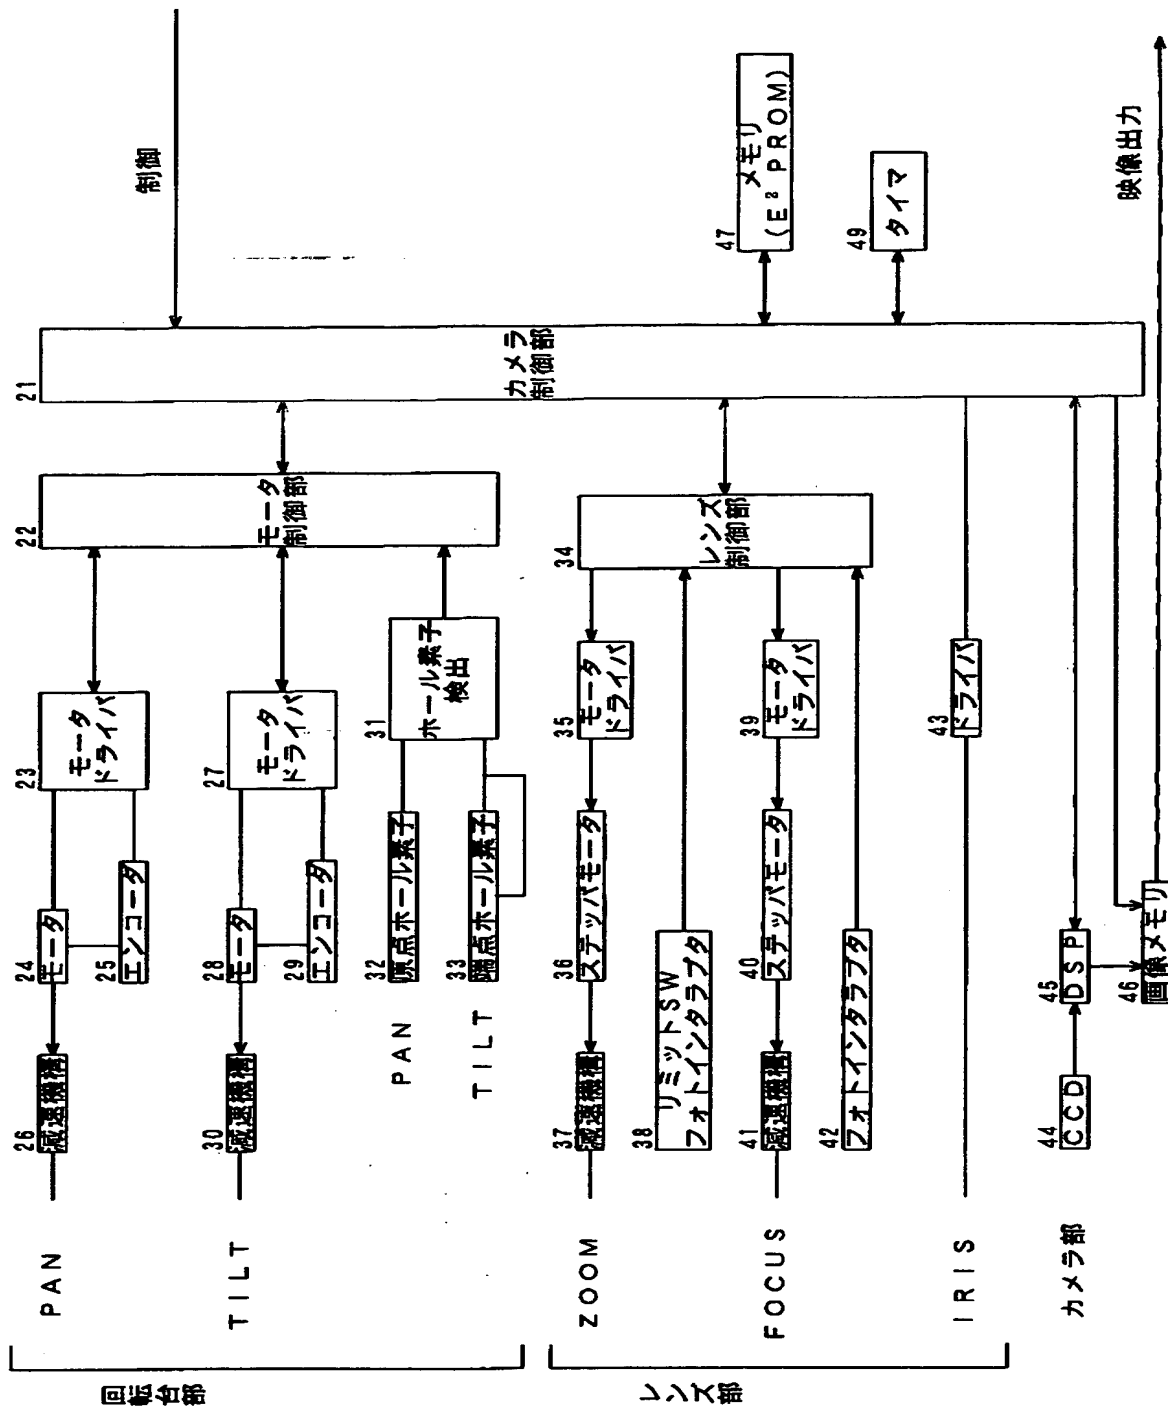 回転台部
PAN
26
減速機構
24
モータ
25
エンコーダ
23
モータ
ドライバ
TILT
30
減速機構
28
モータ
29
エンコーダ
27
モータ
ドライバ
PAN
32
原点ホール素子
TILT
33
端点ホール素子
31
ホール素子
検出
22
モータ
制御部
21
カメラ
制御部
制御
レンズ部
ZOOM
37
減速機構
36
ステッパモータ
35
モータ
ドライバ
38
リミットSW
フォトインタラプタ
FOCUS
41
減速機構
40
ステッパモータ
39
モータ
ドライバ
42
フォトインタラプタ
34
レンズ
制御部
IRIS
43
ドライバ
47
メモリ
(E² PROM)
49
タイマ
カメラ部
44
CCD
45
DSP
46
画像メモリ
映像出力